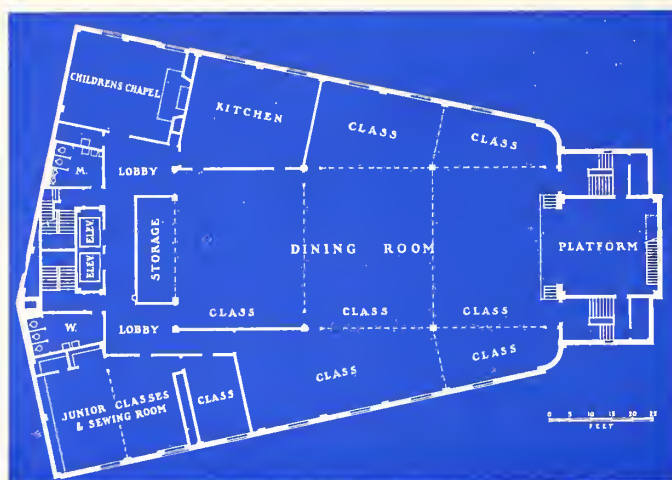 CHILDRENS CHAPEL
KITCHEN
CLASS
CLASS
M.
LOBBY
ELEV.
ELEV.
STORAGE
DINING ROOM
PLATFORM
CLASS
CLASS
CLASS
W.
LOBBY
CLASS
CLASS
JUNIOR CLASSES
& SEWING ROOM
CLASS
0 5 10 15 20 25
FEET